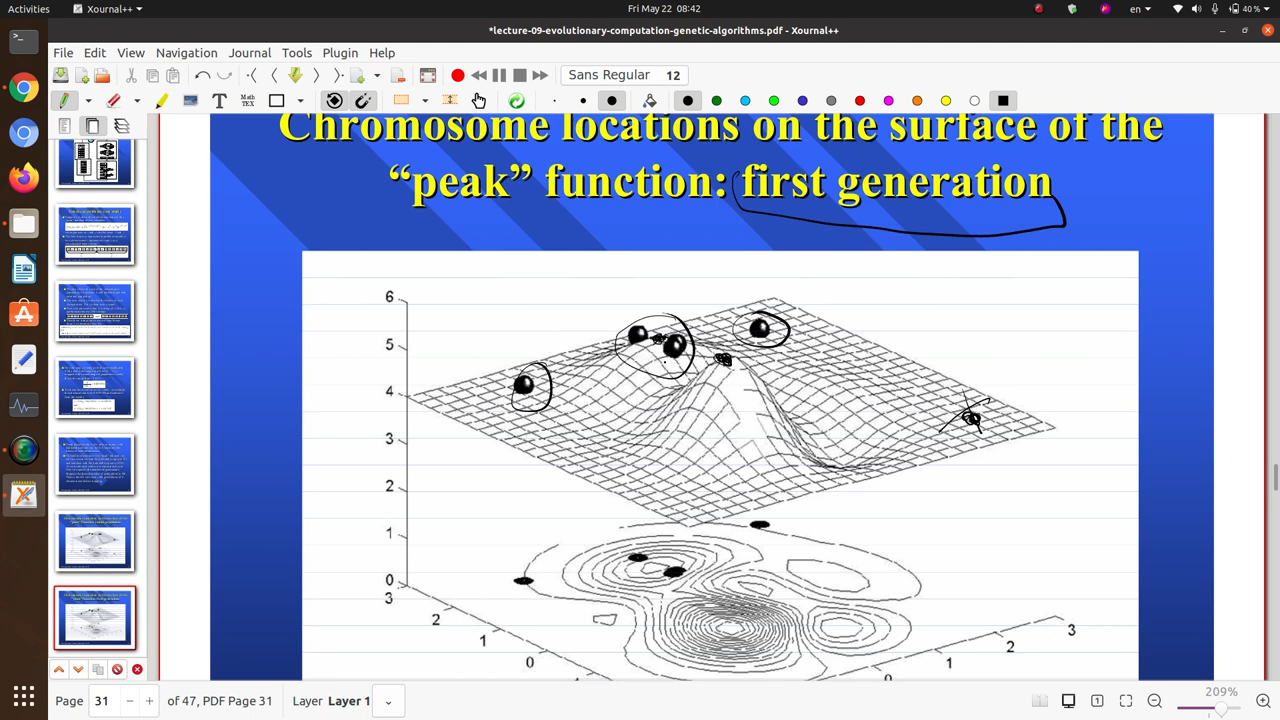 Activities
Xournal++
Fri May 22 08:42
en
40 %
*lecture-09-evolutionary-computation-genetic-algorithms.pdf - Xournal++
File Edit View Navigation Journal Tools Plugin Help
Sans Regular 12
Math
TEX
Chromosome locations on the surface of the
“peak” function: first generation
6
5
4
3
2
1
0
3
2
1
0
3
2
1
0
Page 31 of 47, PDF Page 31 Layer Layer 1
209%